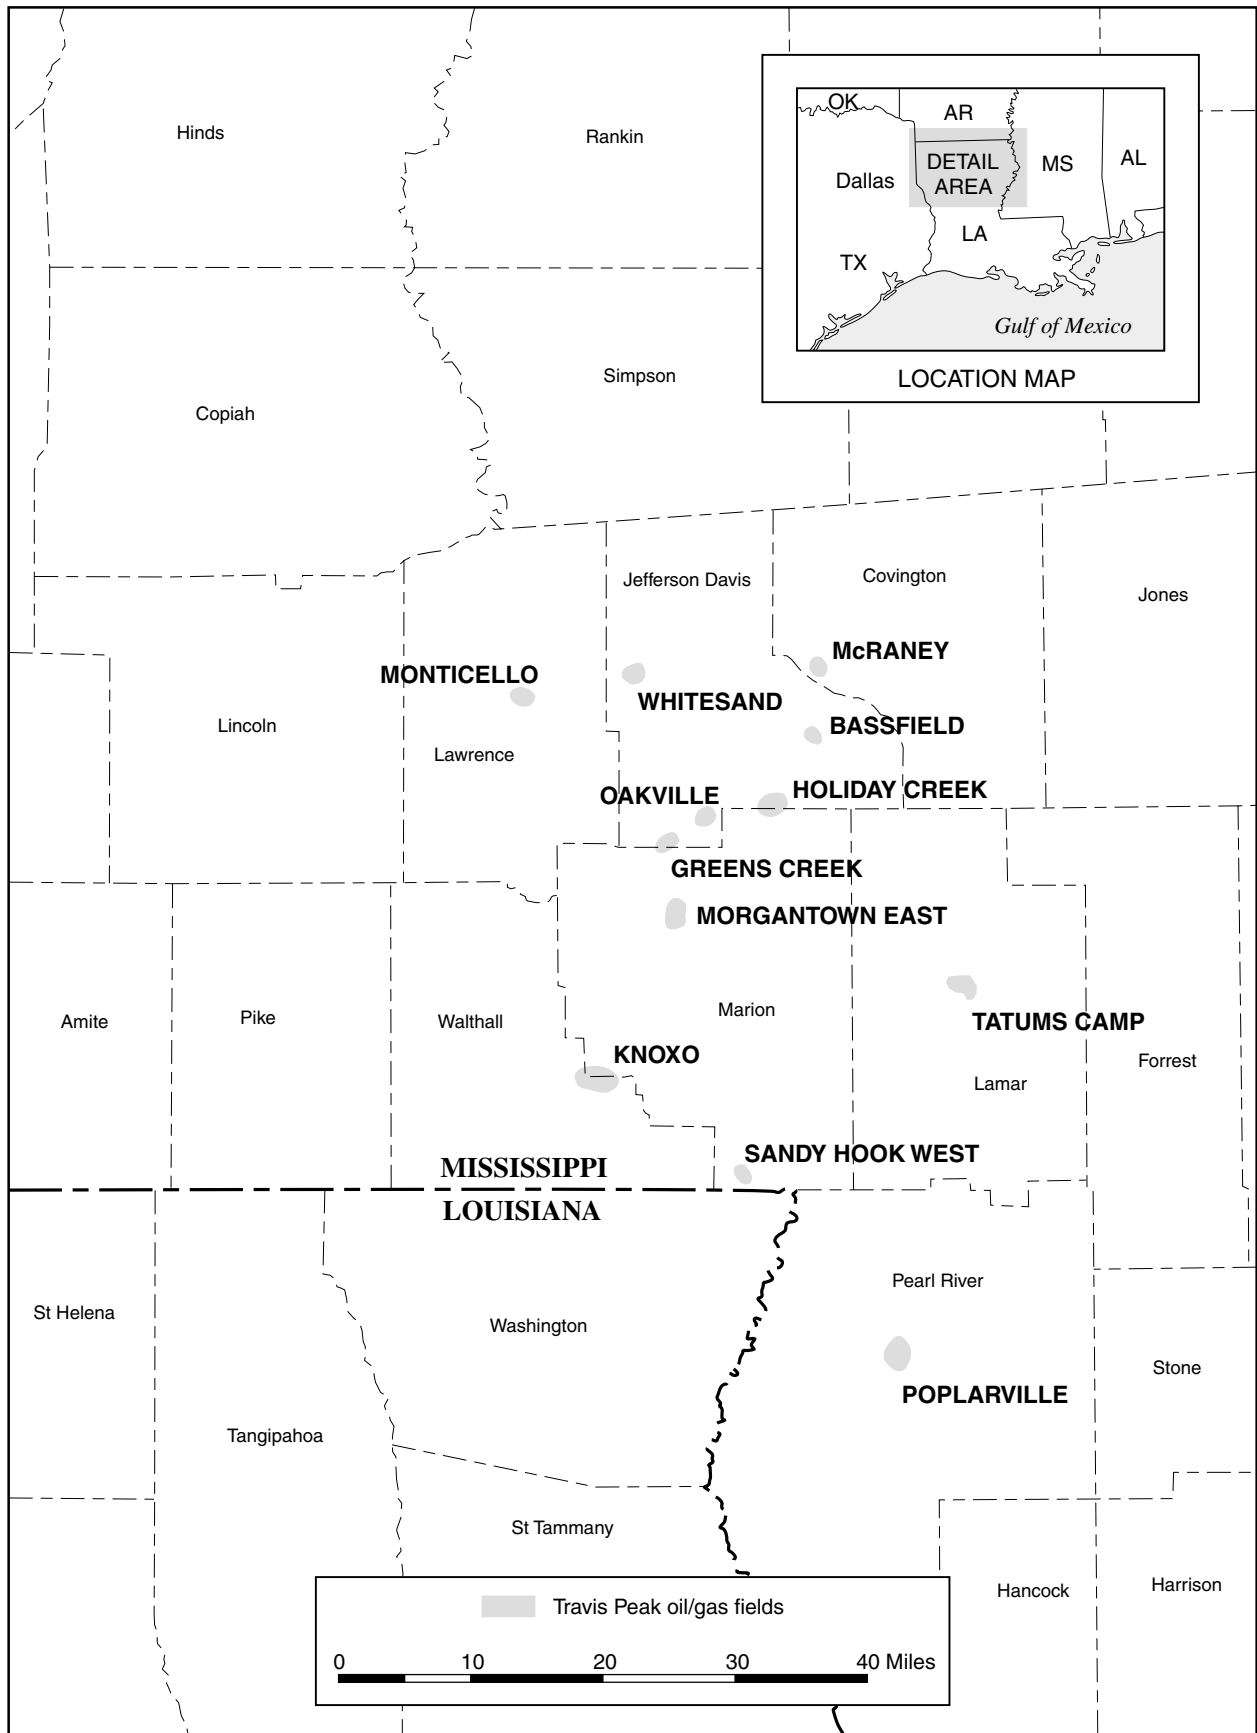 OK
AR
Hinds
Rankin
DETAIL
AREA
MS
AL
Dallas
LA
TX
Gulf of Mexico
LOCATION MAP
Simpson
Copiah
Jefferson Davis
Covington
Jones
McRANEY
MONTICELLO
WHITESAND
Lincoln
BASSFIELD
Lawrence
OAKVILLE
HOLIDAY CREEK
GREENS CREEK
MORGANTOWN EAST
Marion
Amite
Pike
Walthall
TATUMS CAMP
KNOXO
Forrest
Lamar
SANDY HOOK WEST
MISSISSIPPI
LOUISIANA
Pearl River
St Helena
Washington
Stone
POPLARVILLE
Tangipahoa
St Tammany
Hancock
Harrison
Travis Peak oil/gas fields
0 10 20 30 40 Miles